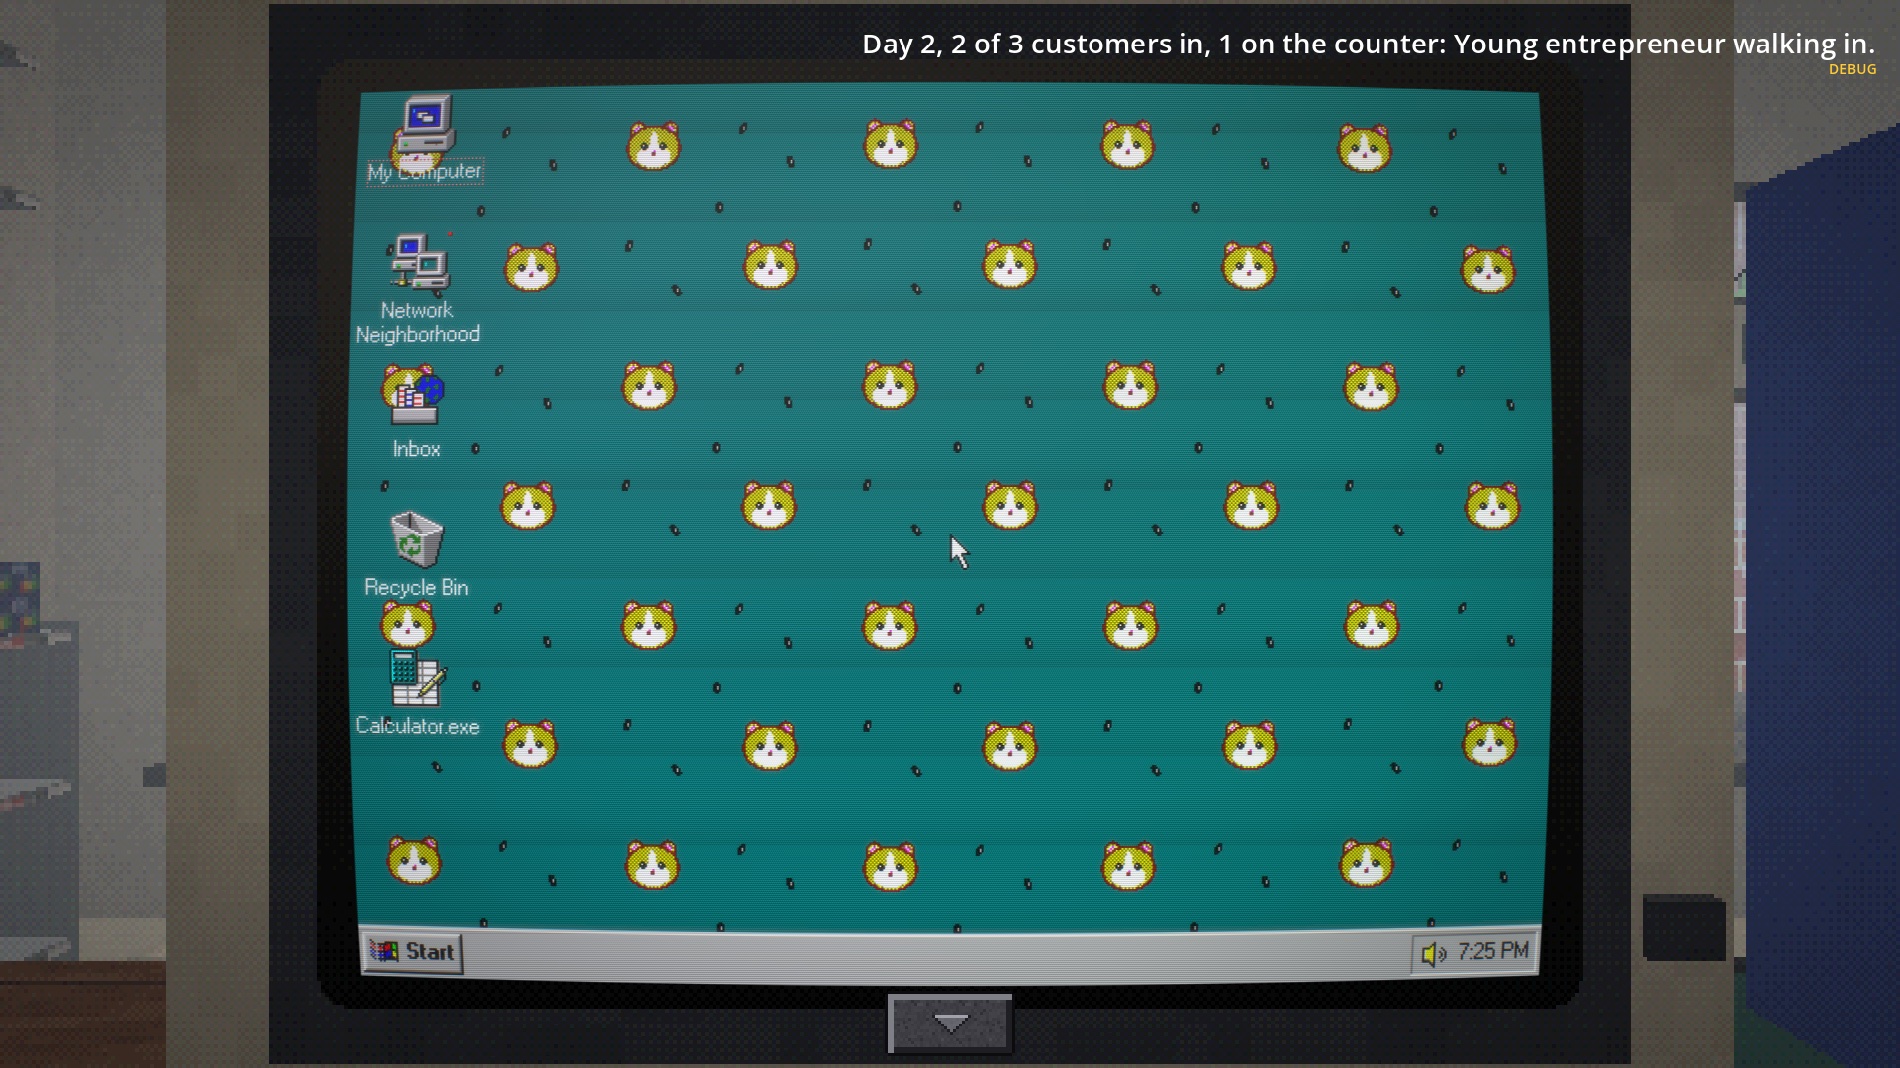 Day 2, 2 of 3 customers in, 1 on the counter: Young entrepreneur walking in.
DEBUG
My Computer
Network
Neighborhood
Inbox
Recycle Bin
Calculator.exe
Start
7:25 PM